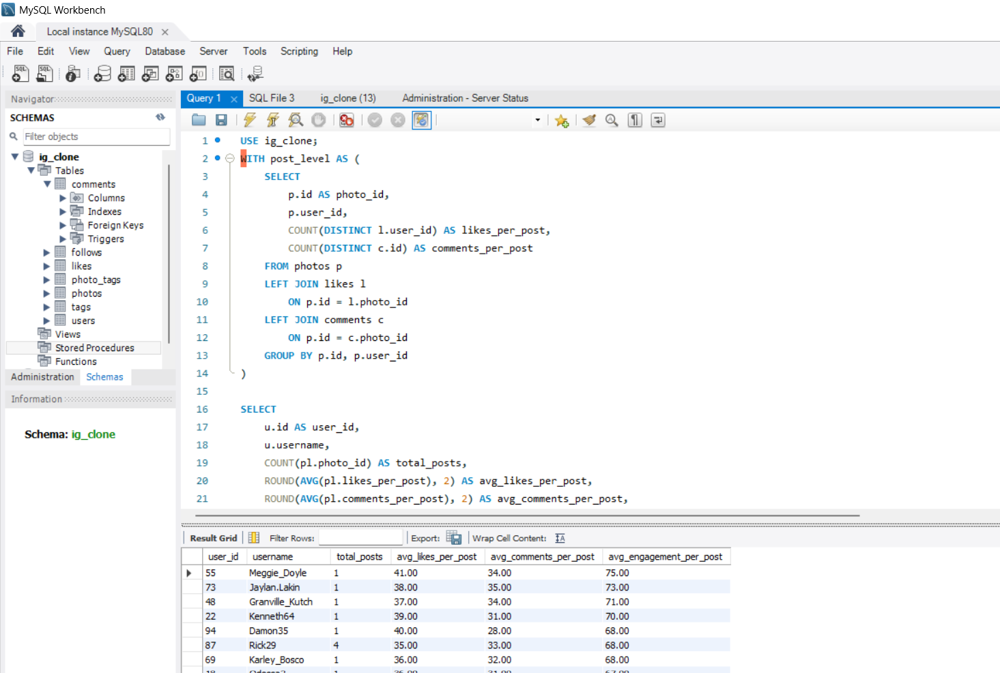 MySQL Workbench
Local instance MySQL80
File Edit View Query Database Server Tools Scripting Help
SQL SQL
Navigator
SCHEMAS
Filter objects
ig_clone
Tables
comments
Columns
Indexes
Foreign Keys
Triggers
follows
likes
photo_tags
photos
tags
users
Views
Stored Procedures
Functions
Administration Schemas
Information
Schema: ig_clone
Query 1 SQL File 3 ig_clone (13) Administration - Server Status
1 USE ig_clone;
2 WITH post_level AS (
3 SELECT
4 p.id AS photo_id,
5 p.user_id,
6 COUNT(DISTINCT l.user_id) AS likes_per_post,
7 COUNT(DISTINCT c.id) AS comments_per_post
8 FROM photos p
9 LEFT JOIN likes l
10 ON p.id = l.photo_id
11 LEFT JOIN comments c
12 ON p.id = c.photo_id
13 GROUP BY p.id, p.user_id
14 )
15
16 SELECT
17 u.id AS user_id,
18 u.username,
19 COUNT(pl.photo_id) AS total_posts,
20 ROUND(AVG(pl.likes_per_post), 2) AS avg_likes_per_post,
21 ROUND(AVG(pl.comments_per_post), 2) AS avg_comments_per_post,
Result Grid Filter Rows: Export: Wrap Cell Content:
user_id username total_posts avg_likes_per_post avg_comments_per_post avg_engagement_per_post
55 Meggie_Doyle 1 41.00 34.00 75.00
73 Jaylan.Lakin 1 38.00 35.00 73.00
48 Granville_Kutch 1 37.00 34.00 71.00
22 Kenneth64 1 39.00 31.00 70.00
94 Damon35 1 40.00 28.00 68.00
87 Rick29 4 35.00 33.00 68.00
69 Karley_Bosco 1 36.00 32.00 68.00